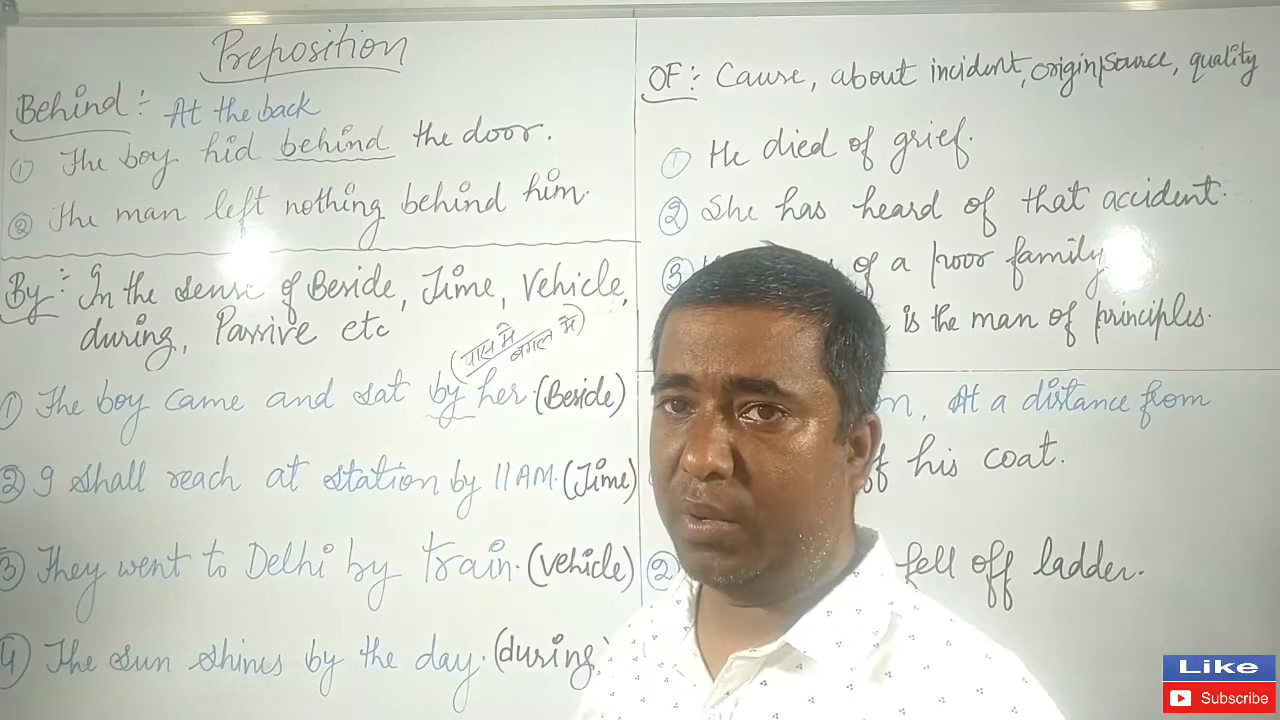 Preposition
Behind :- At the back
① The boy hid behind the door.
② The man left nothing behind him.
By :- In the sense of Beside, Time, Vehicle,
during, Passive etc
(पास में
बगल में)
① The boy came and sat by her. (Beside)
② I shall reach at station by 11 AM. (Time)
③ They went to Delhi by train. (Vehicle)
④ The sun shines by the day. (during)
OF : Cause, about incident, origin/source, quality
① He died of grief.
② She has heard of that accident.
③ of a poor family
is the man of principles.
At a distance from
his coat.
② fell off ladder.
Like
Subscribe